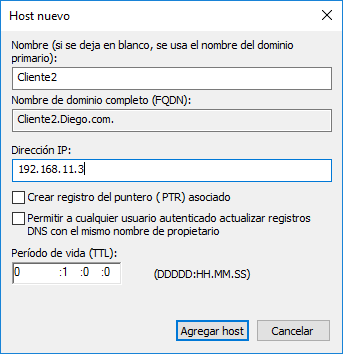 Host nuevo
Nombre (si se deja en blanco, se usa el nombre del dominio
primario):
Cliente2
Nombre de dominio completo (FQDN):
Cliente2.Diego.com.
Dirección IP:
192.168.11.3
Crear registro del puntero ( PTR) asociado
Permitir a cualquier usuario autenticado actualizar registros
DNS con el mismo nombre de propietario
Período de vida (TTL):
0 :1 :0 :0 (DDDDD:HH.MM.SS)
Agregar host Cancelar